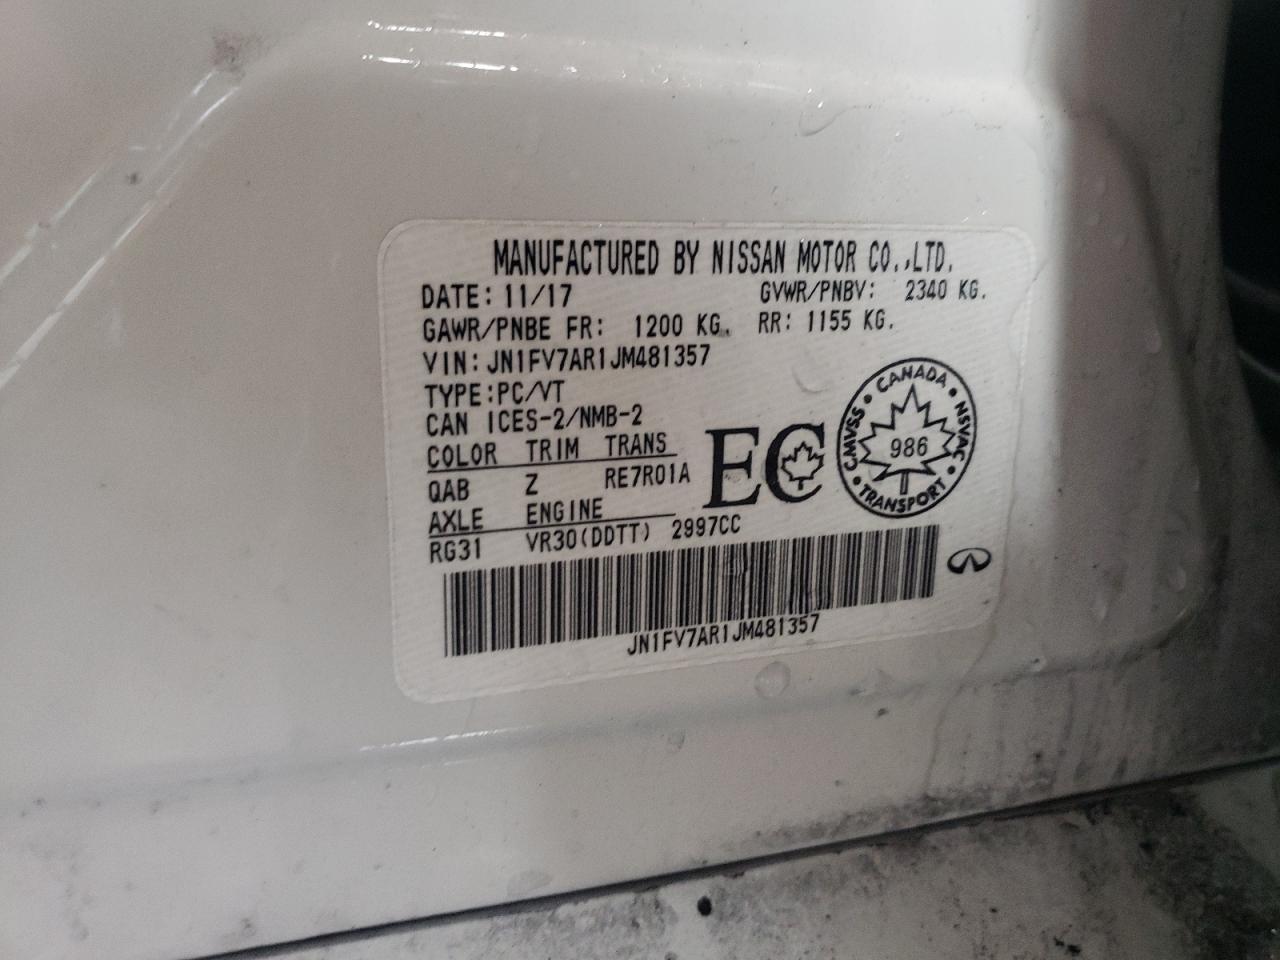 MANUFACTURED BY NISSAN MOTOR CO.,LTD.
DATE: 11/17 GVWR/PNBV: 2340 KG.
GAWR/PNBE FR: 1200 KG. RR: 1155 KG.
VIN: JN1FV7AR1JM481357
TYPE:PC/VT
CAN ICES-2/NMB-2
COLOR TRIM TRANS
QAB Z RE7R01A
AXLE ENGINE
RG31 VR30(DDTT) 2997CC
EC
CANADA • NSVAC • TRANSPORT • CMVSS •
986
JN1FV7AR1JM481357